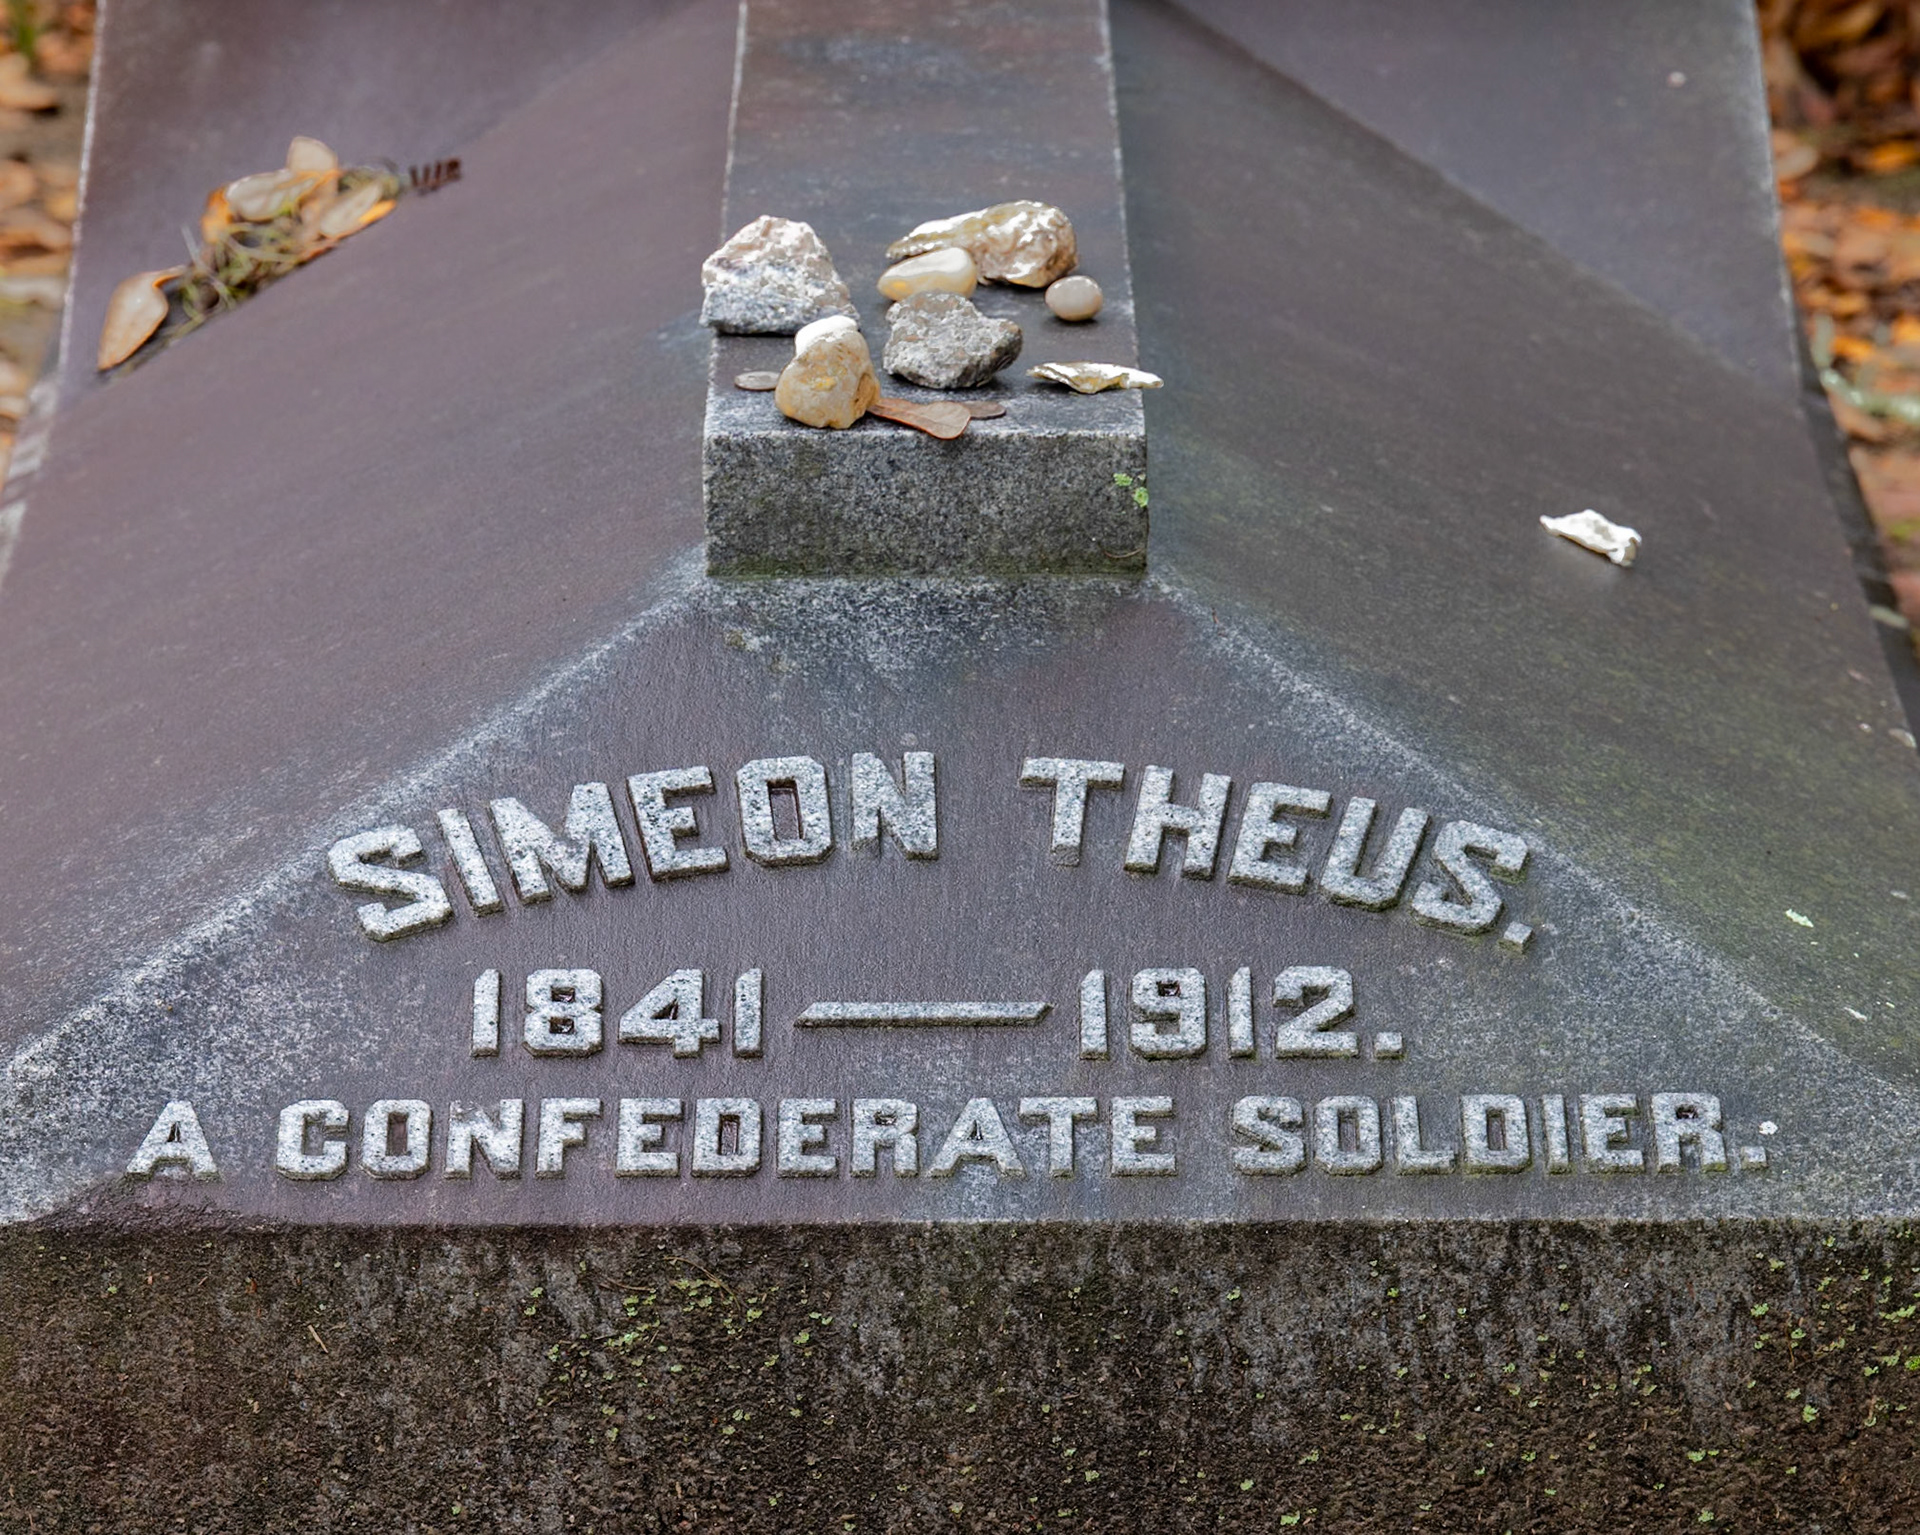 SIMEON THEUS.
1841—1912.
A CONFEDERATE SOLDIER.